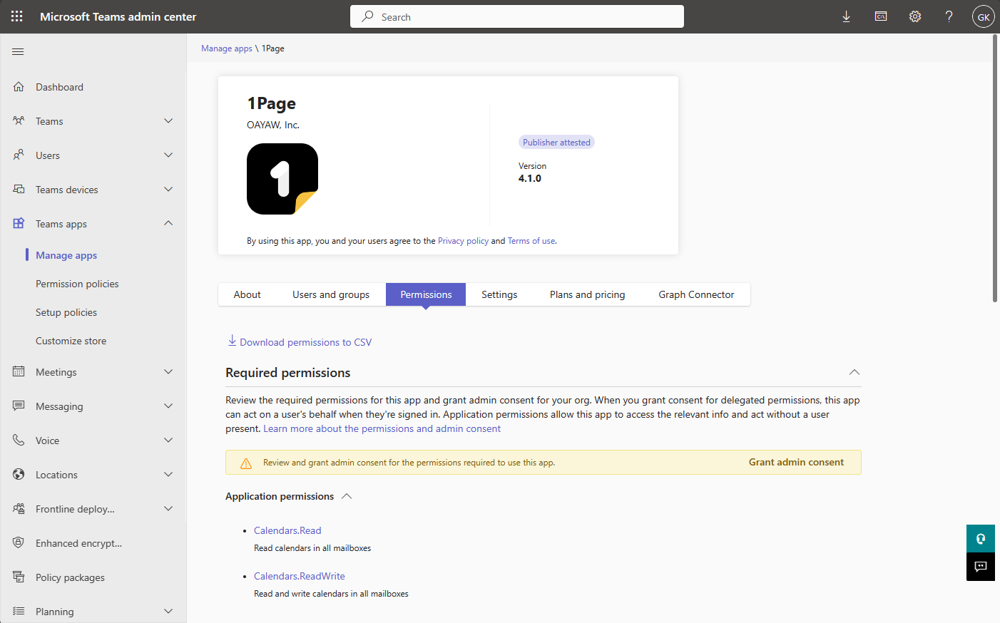 Microsoft Teams admin center
Search
GK
Manage apps \ 1Page
Dashboard
Teams
Users
Teams devices
Teams apps
Manage apps
Permission policies
Setup policies
Customize store
Meetings
Messaging
Voice
Locations
Frontline deploy...
Enhanced encrypt...
Policy packages
Planning
1Page
OAYAW, Inc.
1
Publisher attested
Version
4.1.0
By using this app, you and your users agree to the Privacy policy and Terms of use.
About
Users and groups
Permissions
Settings
Plans and pricing
Graph Connector
Download permissions to CSV
Required permissions
Review the required permissions for this app and grant admin consent for your org. When you grant consent for delegated permissions, this app
can act on a user's behalf when they're signed in. Application permissions allow this app to access the relevant info and act without a user
present. Learn more about the permissions and admin consent
Review and grant admin consent for the permissions required to use this app.
Grant admin consent
Application permissions
• Calendars.Read
Read calendars in all mailboxes
• Calendars.ReadWrite
Read and write calendars in all mailboxes